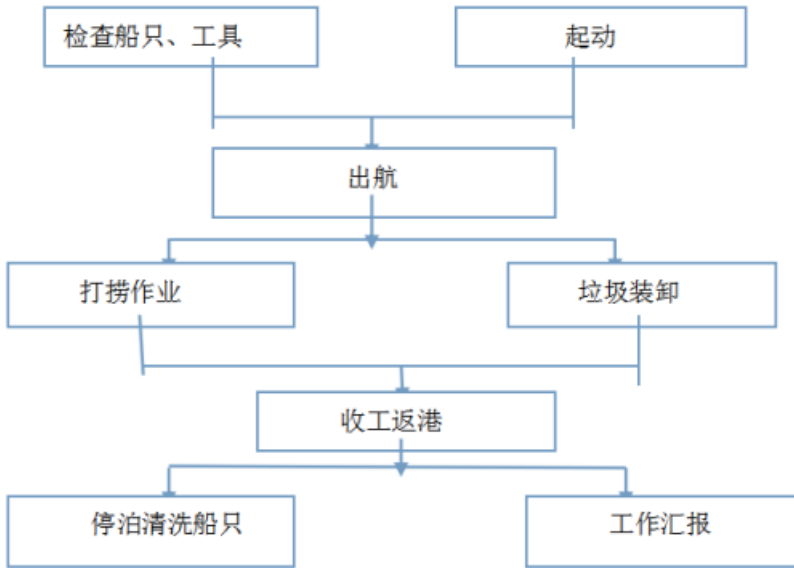 检查船只、工具
起动
出航
打捞作业
垃圾装卸
收工返港
停泊清洗船只
工作汇报